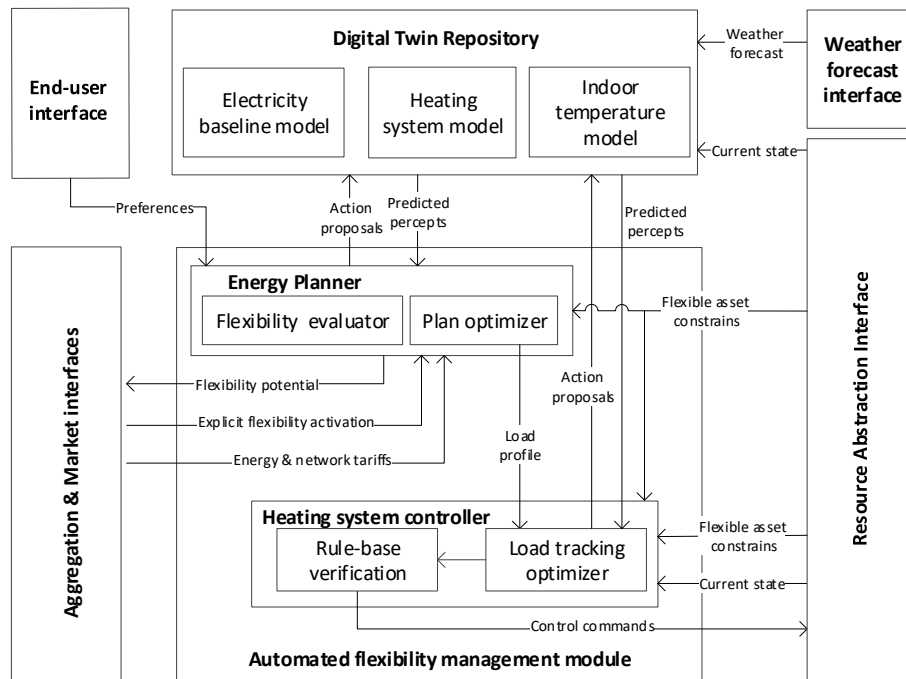 Digital Twin Repository
Weather
forecast
Weather
forecast
interface
End-user
interface
Electricity
baseline model
Heating
system model
Indoor
temperature
model
Current state
Preferences
Action
proposals
Predicted
percepts
Predicted
percepts
Energy Planner
Flexibility evaluator
Plan optimizer
Flexible asset
constrains
Flexibility potential
Explicit flexibility activation
Energy & network tariffs
Action
proposals
Load
profile
Aggregation & Market interfaces
Resource Abstraction Interface
Heating system controller
Rule-base
verification
Load tracking
optimizer
Flexible asset
constrains
Current state
Control commands
Automated flexibility management module